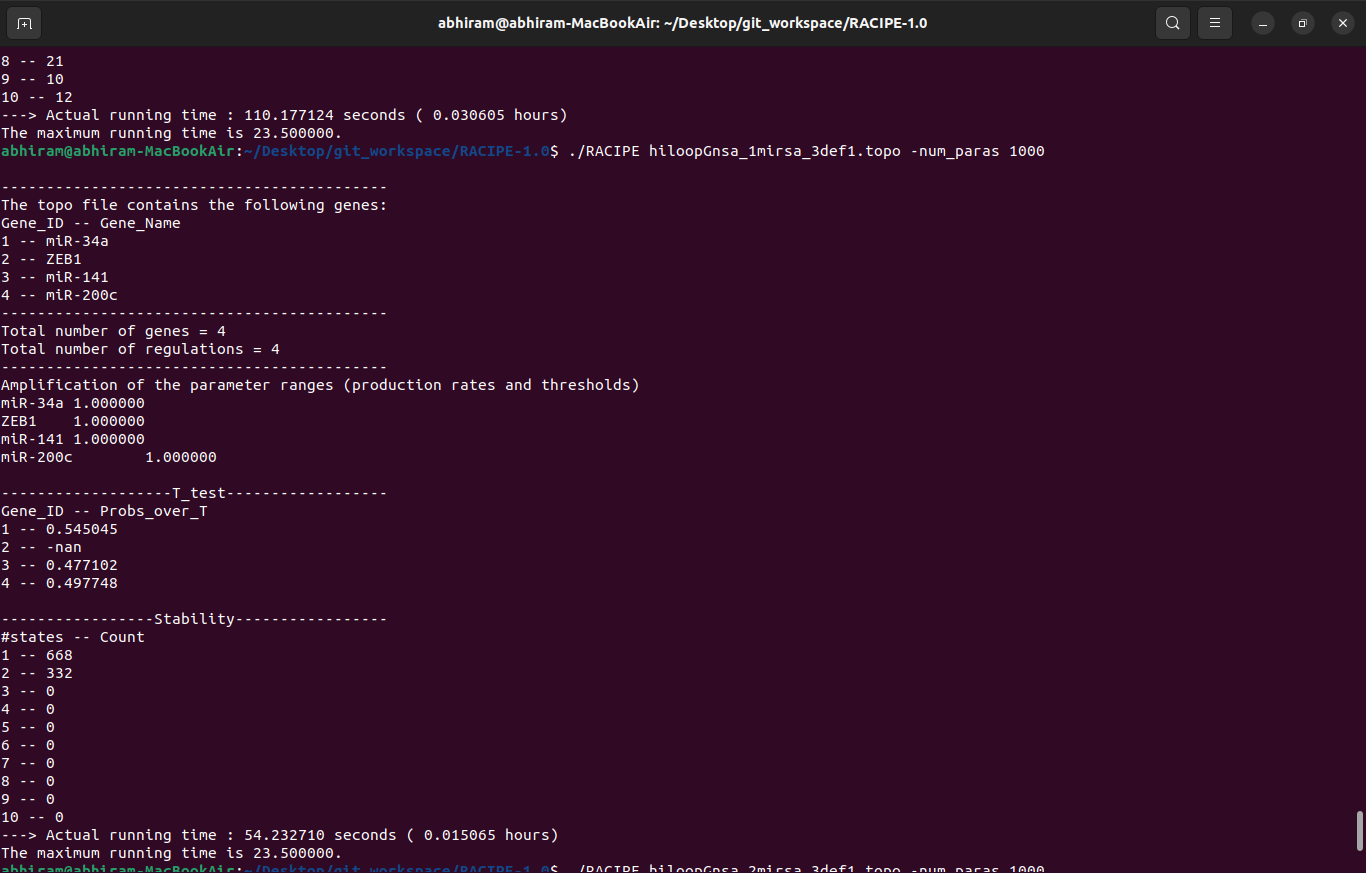 abhiram@abhiram-MacBookAir: ~/Desktop/git_workspace/RACIPE-1.0
8 -- 21
9 -- 10
10 -- 12
---> Actual running time : 110.177124 seconds ( 0.030605 hours)
The maximum running time is 23.500000.
abhiram@abhiram-MacBookAir:~/Desktop/git_workspace/RACIPE-1.0$ ./RACIPE hiloopGnsa_1mirsa_3def1.topo -num_paras 1000
-------------------------------------------
The topo file contains the following genes:
Gene_ID -- Gene_Name
1 -- miR-34a
2 -- ZEB1
3 -- miR-141
4 -- miR-200c
-------------------------------------------
Total number of genes = 4
Total number of regulations = 4
-------------------------------------------
Amplification of the parameter ranges (production rates and thresholds)
miR-34a 1.000000
ZEB1    1.000000
miR-141 1.000000
miR-200c        1.000000
-------------------T_test------------------
Gene_ID -- Probs_over_T
1 -- 0.545045
2 -- -nan
3 -- 0.477102
4 -- 0.497748
-----------------Stability-----------------
#states -- Count
1 -- 668
2 -- 332
3 -- 0
4 -- 0
5 -- 0
6 -- 0
7 -- 0
8 -- 0
9 -- 0
10 -- 0
---> Actual running time : 54.232710 seconds ( 0.015065 hours)
The maximum running time is 23.500000.
abhiram@abhiram-MacBookAir:~/Desktop/git_workspace/RACIPE-1.0$ ./RACIPE hiloopGnsa_2mirsa_3def1.topo -num_paras 1000